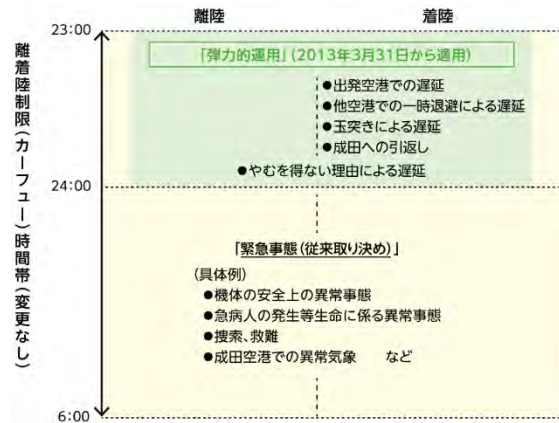 離陸 着陸
23:00
「弾力的運用」(2013年3月31日から適用)
●出発空港での遅延
●他空港での一時退避による遅延
●玉突きによる遅延
●成田への引返し
●やむを得ない理由による遅延
24:00
離着陸制限(カーフュー)時間帯(変更なし)
「緊急事態(従来取り決め)」
(具体例)
●機体の安全上の異常事態
●急病人の発生等生命に係る異常事態
●捜索、救難
●成田空港での異常気象 など
6:00